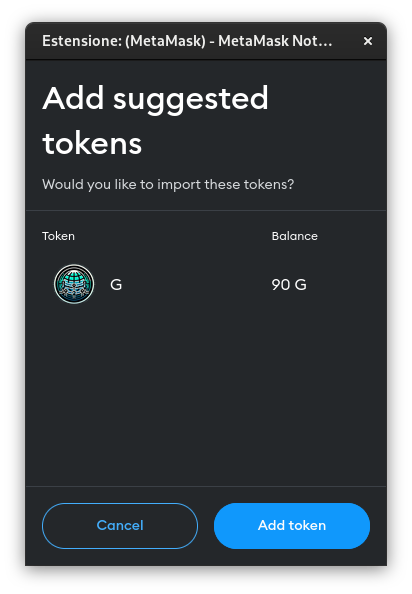 Estensione: (MetaMask) - MetaMask Not... ×
Add suggested
tokens
Would you like to import these tokens?
Token Balance
G 90 G
Cancel Add token